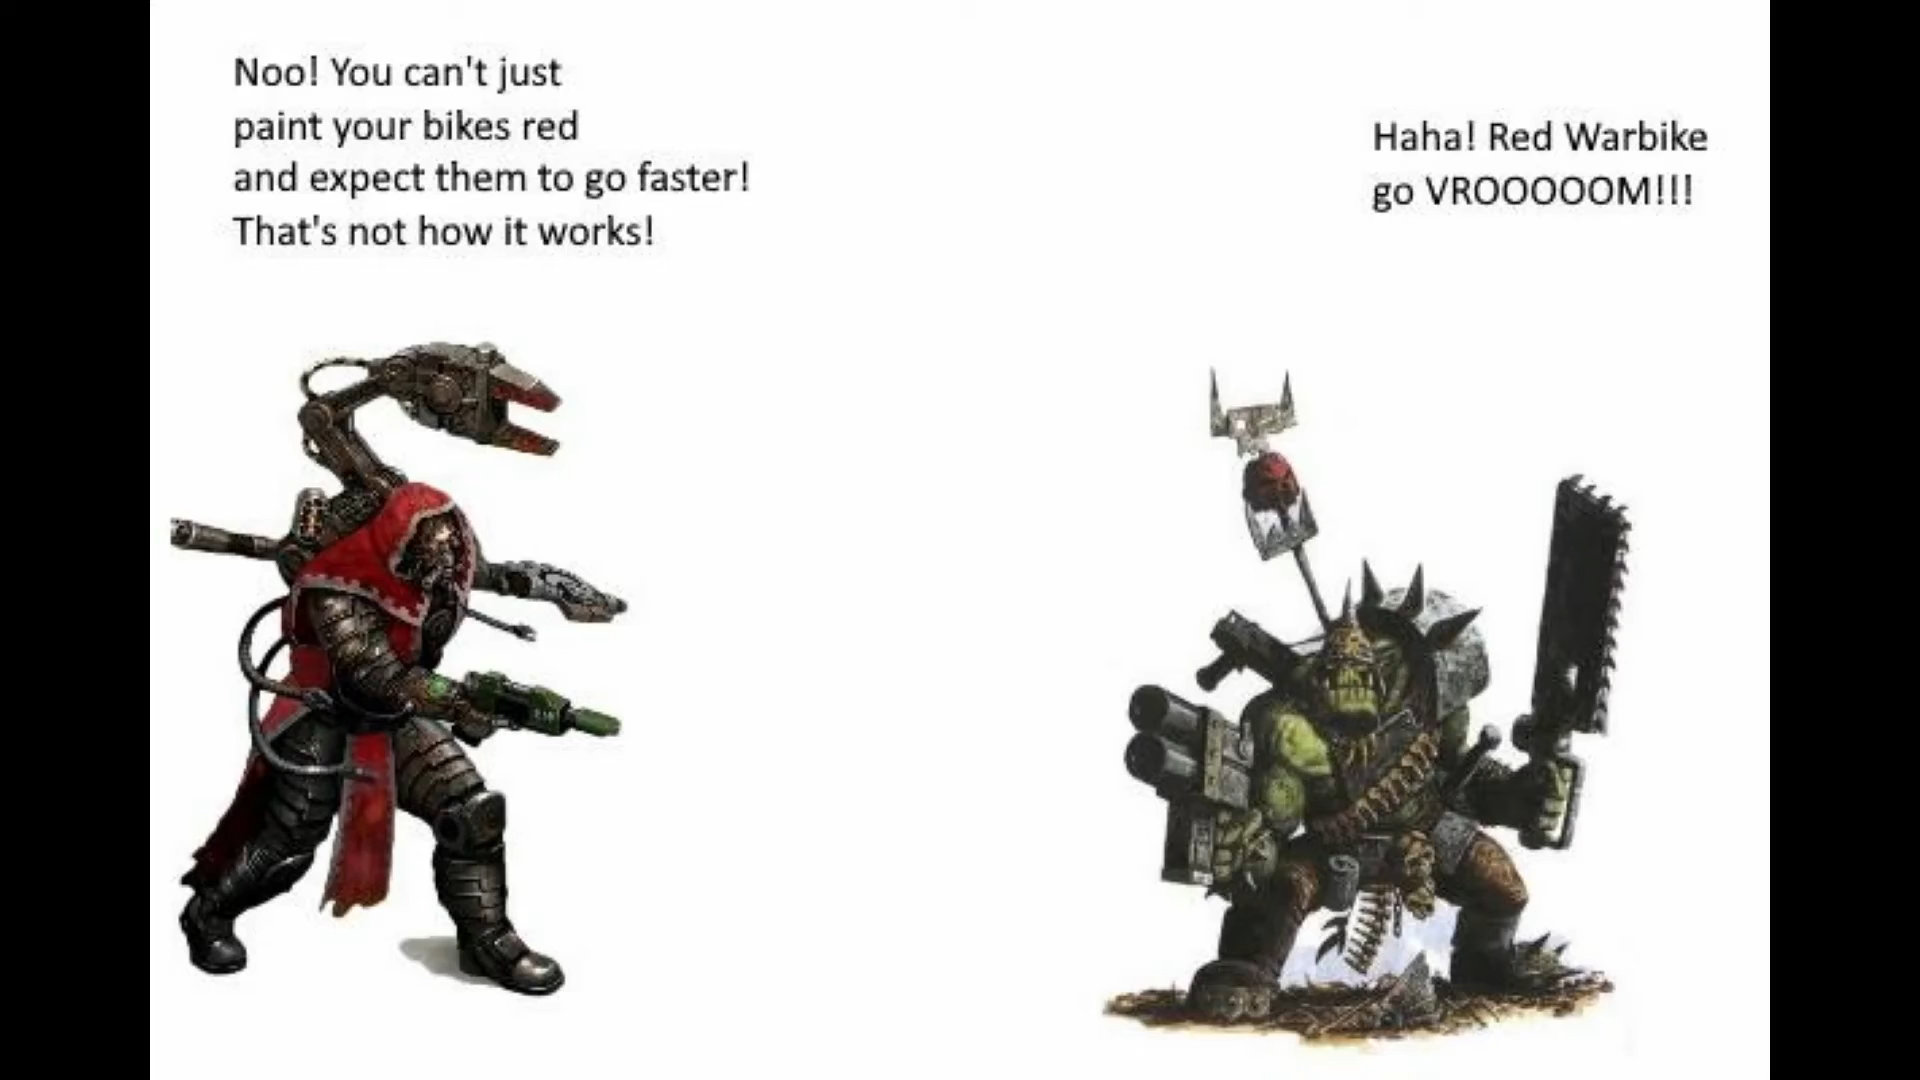 Noo! You can't just
paint your bikes red
and expect them to go faster!
That's not how it works!
Haha! Red Warbike
go VROOOOOM!!!